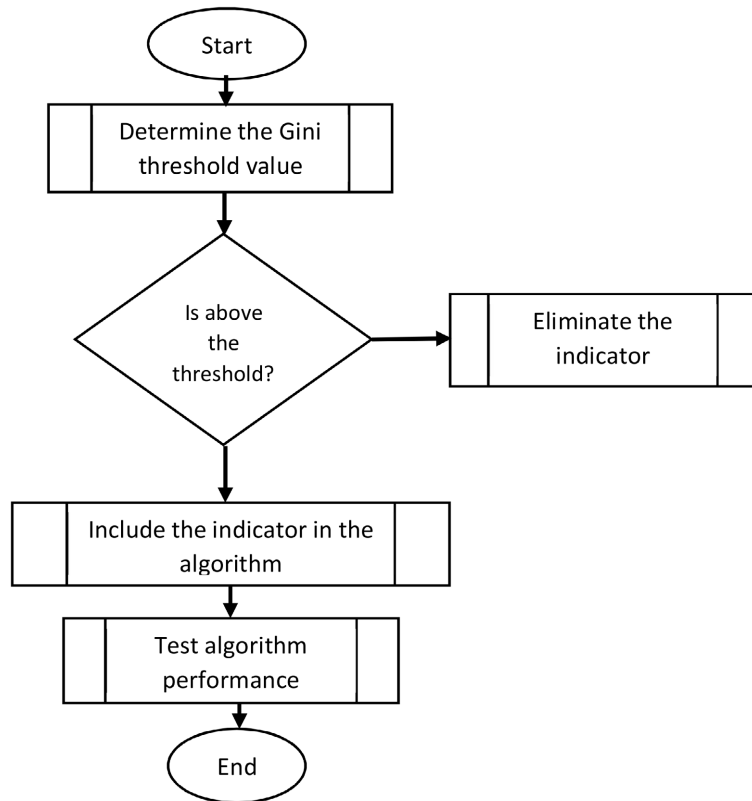 Start
Determine the Gini
threshold value
Is above
the
threshold?
Eliminate the
indicator
Include the indicator in the
algorithm
Test algorithm
performance
End